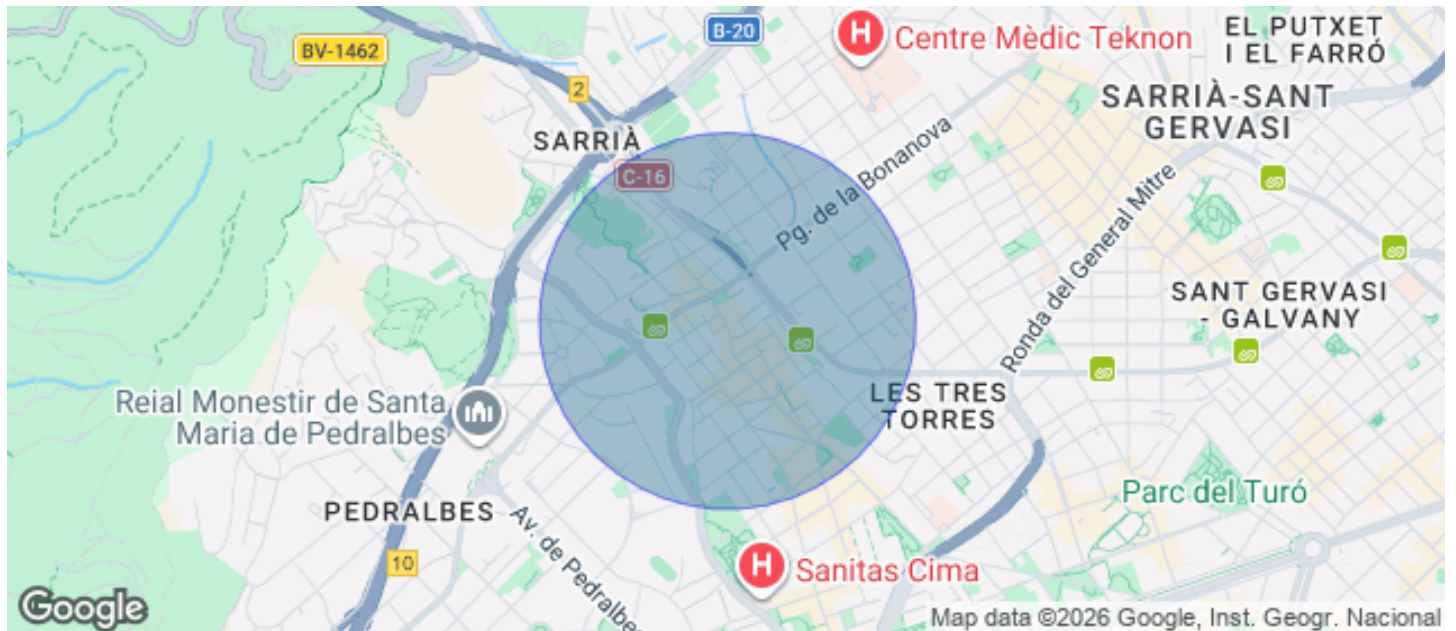 B-20
Centre Mèdic Teknon
EL PUTXET
I EL FARRÓ
BV-1462
2
SARRIÀ-SANT
GERVASI
SARRIÀ
C-16
Pg. de la Bonanova
Ronda del General Mitre
SANT GERVASI
- GALVANY
LES TRES
TORRES
Reial Monestir de Santa
Maria de Pedralbes
PEDRALBES
Av. de Pedralbes
Parc del Turó
10
H
Sanitas Cima
H
Google
Map data ©2026 Google, Inst. Geogr. Nacional